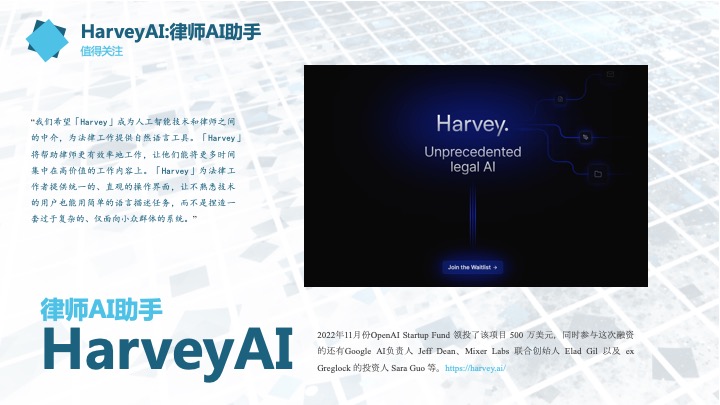 HarveyAI:律师AI助手
值得关注
“我们希望「Harvey」成为人工智能技术和律师之间
的中介，为法律工作提供自然语言工具。「Harvey」
将帮助律师更有效率地工作，让他们能将更多时间
集中在高价值的工作内容上。「Harvey」为法律工
作者提供统一的、直观的操作界面，让不熟悉技术
的用户也能用简单的语言描述任务，而不是捏造一
套过于复杂的、仅面向小众群体的系统。”
Harvey.
Unprecedented
legal AI
Join the Waitlist →
律师AI助手
HarveyAI
2022年11月份OpenAI Startup Fund 领投了该项目 500 万美元，同时参与这次融资
的还有Google AI负责人 Jeff Dean、Mixer Labs 联合创始人 Elad Gil 以及 ex
Greglock 的投资人 Sara Guo 等。https://harvey.ai/